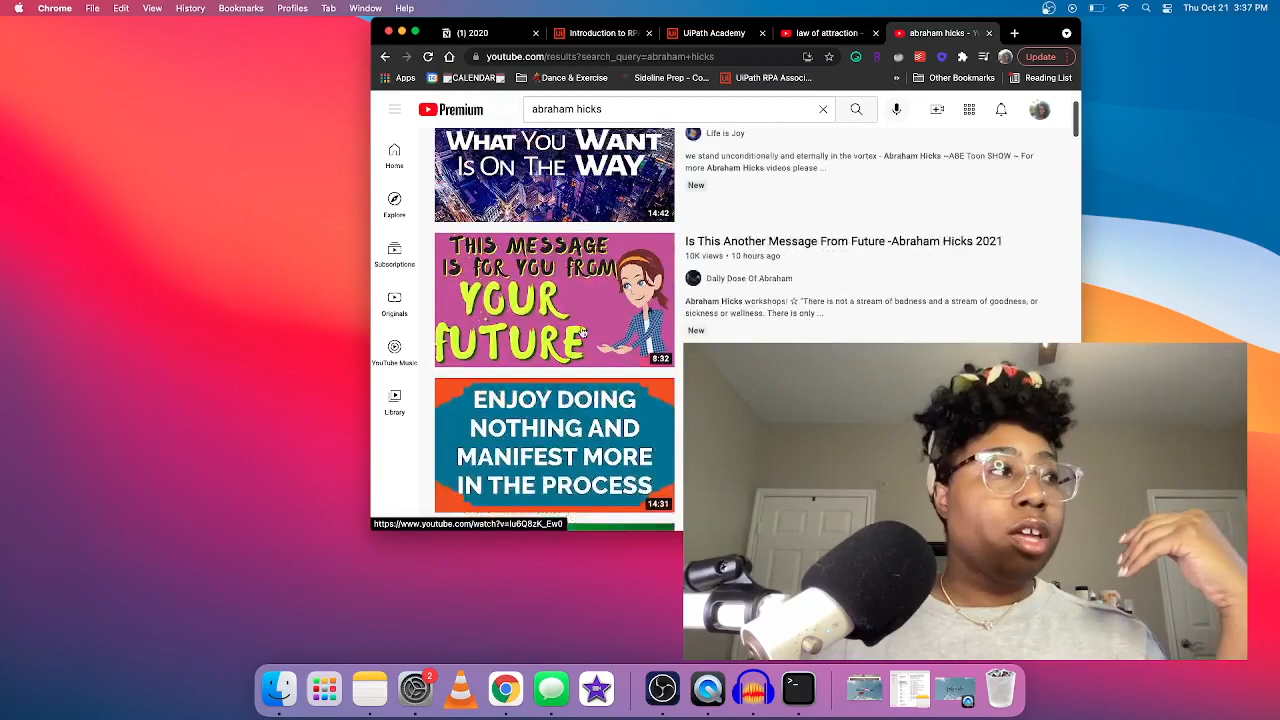 Chrome File Edit View History Bookmarks Profiles Tab Window Help Thu Oct 21 3:37 PM
(1) 2020 Introduction to RP UiPath Academy law of attraction - abraham hicks - Y
youtube.com/results?search_query=abraham+hicks Update
Apps CALENDAR Dance & Exercise Sideline Prep - Co... UiPath RPA Associ... » Other Bookmarks Reading List
Premium abraham hicks
Home
Explore
Subscriptions
Originals
YouTube Music
Library
WHAT YOU WANT
IS ON THE WAY
14:42
Life is Joy
we stand unconditionally and eternally in the vortex - Abraham Hicks ~ABE Toon SHOW ~ For
more Abraham Hicks videos please ...
New
THIS MESSAGE
IS FOR YOU FROM
YOUR
FUTURE
8:32
Is This Another Message From Future -Abraham Hicks 2021
10K views • 10 hours ago
Daily Dose Of Abraham
Abraham Hicks workshops! ☆ "There is not a stream of badness and a stream of goodness, or
sickness or wellness. There is only ...
New
ENJOY DOING
NOTHING AND
MANIFEST MORE
IN THE PROCESS
14:31
https://www.youtube.com/watch?v=lu6Q8zK_Ew0
2